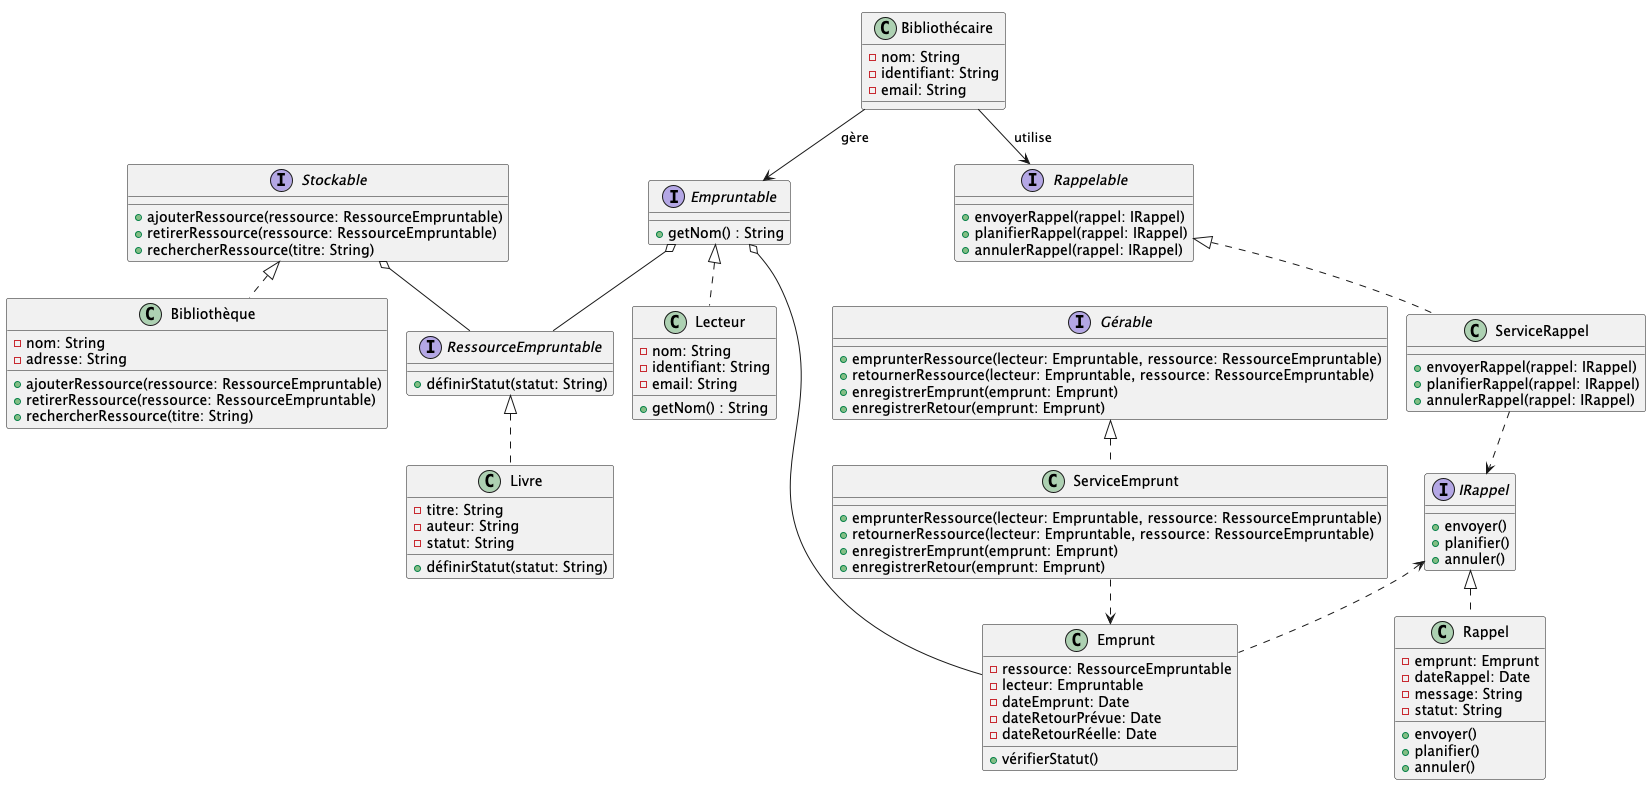 C Bibliothécaire
nom: String
identifiant: String
email: String
gère
utilise
I Stockable
ajouterRessource(ressource: RessourceEmpruntable)
retirerRessource(ressource: RessourceEmpruntable)
rechercherRessource(titre: String)
I Empruntable
getNom() : String
I Rappelable
envoyerRappel(rappel: IRappel)
planifierRappel(rappel: IRappel)
annulerRappel(rappel: IRappel)
C Bibliothèque
nom: String
adresse: String
ajouterRessource(ressource: RessourceEmpruntable)
retirerRessource(ressource: RessourceEmpruntable)
rechercherRessource(titre: String)
I RessourceEmpruntable
définirStatut(statut: String)
C Lecteur
nom: String
identifiant: String
email: String
getNom() : String
I Gérable
emprunterRessource(lecteur: Empruntable, ressource: RessourceEmpruntable)
retournerRessource(lecteur: Empruntable, ressource: RessourceEmpruntable)
enregistrerEmprunt(emprunt: Emprunt)
enregistrerRetour(emprunt: Emprunt)
C ServiceRappel
envoyerRappel(rappel: IRappel)
planifierRappel(rappel: IRappel)
annulerRappel(rappel: IRappel)
C Livre
titre: String
auteur: String
statut: String
définirStatut(statut: String)
C ServiceEmprunt
emprunterRessource(lecteur: Empruntable, ressource: RessourceEmpruntable)
retournerRessource(lecteur: Empruntable, ressource: RessourceEmpruntable)
enregistrerEmprunt(emprunt: Emprunt)
enregistrerRetour(emprunt: Emprunt)
I IRappel
envoyer()
planifier()
annuler()
C Emprunt
ressource: RessourceEmpruntable
lecteur: Empruntable
dateEmprunt: Date
dateRetourPrévue: Date
dateRetourRéelle: Date
vérifierStatut()
C Rappel
emprunt: Emprunt
dateRappel: Date
message: String
statut: String
envoyer()
planifier()
annuler()